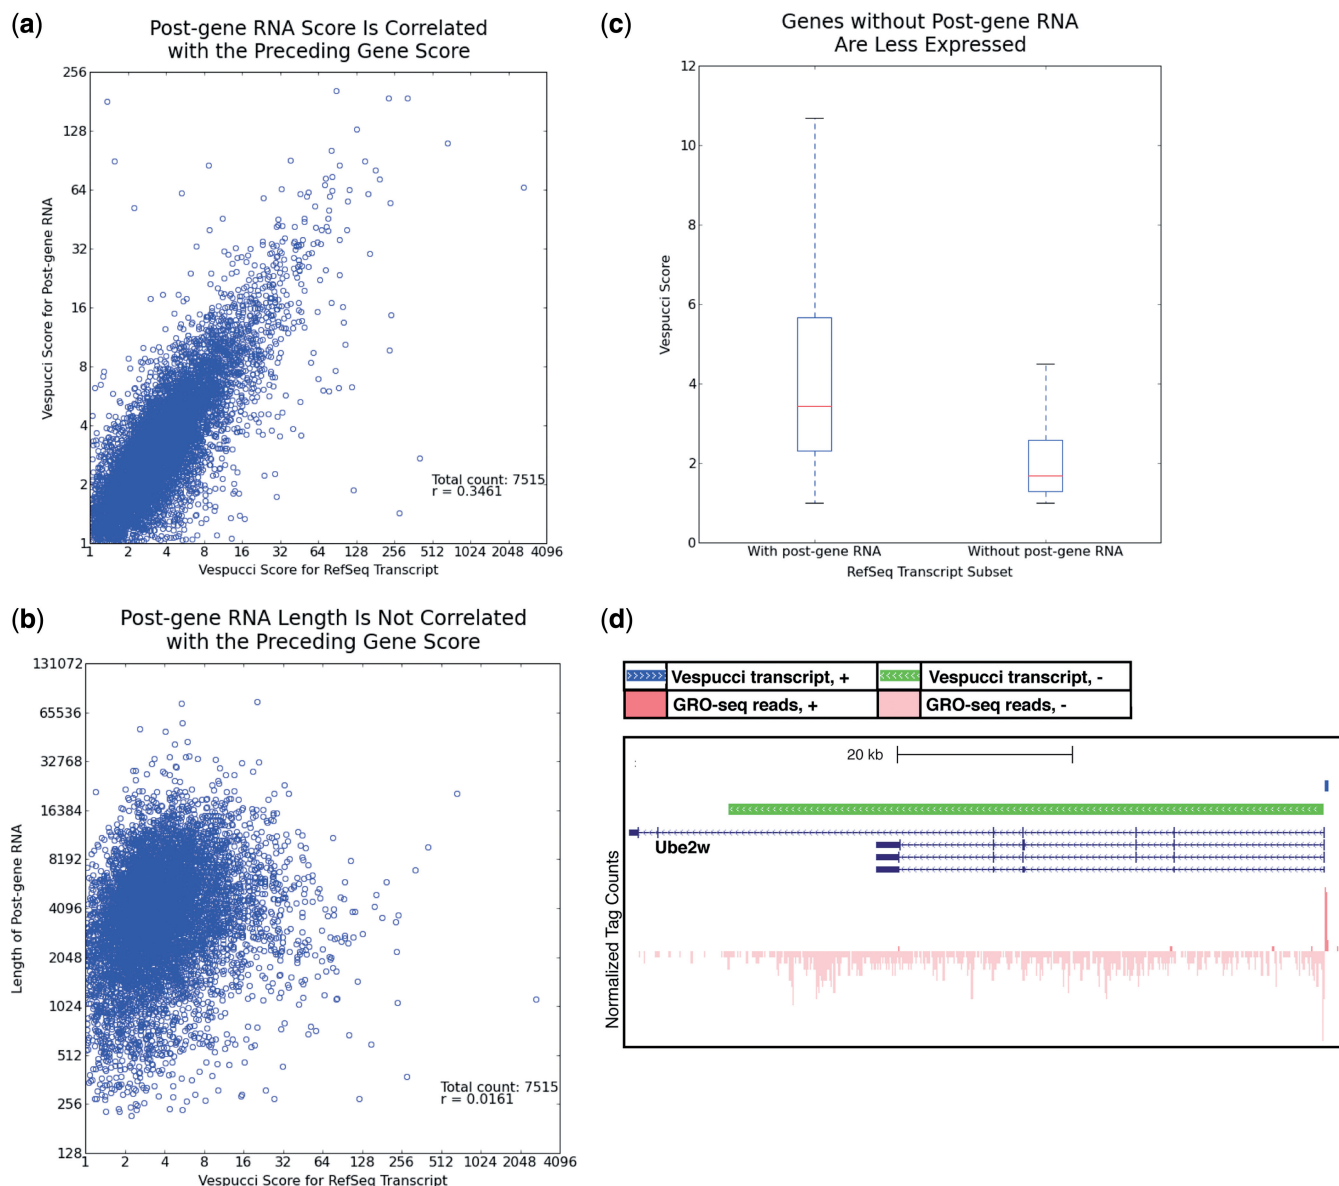 (a)
Post-gene RNA Score Is Correlated
with the Preceding Gene Score
Vespucci Score for Post-gene RNA
256
128
64
32
16
8
4
2
1
Total count: 7515
r = 0.3461
1 2 4 8 16 32 64 128 256 512 1024 2048 4096
Vespucci Score for RefSeq Transcript
(b)
Post-gene RNA Length Is Not Correlated
with the Preceding Gene Score
Length of Post-gene RNA
131072
65536
32768
16384
8192
4096
2048
1024
512
256
128
Total count: 7515
r = 0.0161
1 2 4 8 16 32 64 128 256 512 1024 2048 4096
Vespucci Score for RefSeq Transcript
(c)
Genes without Post-gene RNA
Are Less Expressed
Vespucci Score
12
10
8
6
4
2
0
With post-gene RNA Without post-gene RNA
RefSeq Transcript Subset
(d)
Vespucci transcript, + Vespucci transcript, -
GRO-seq reads, + GRO-seq reads, -
20 kb
Ube2w
Normalized Tag Counts